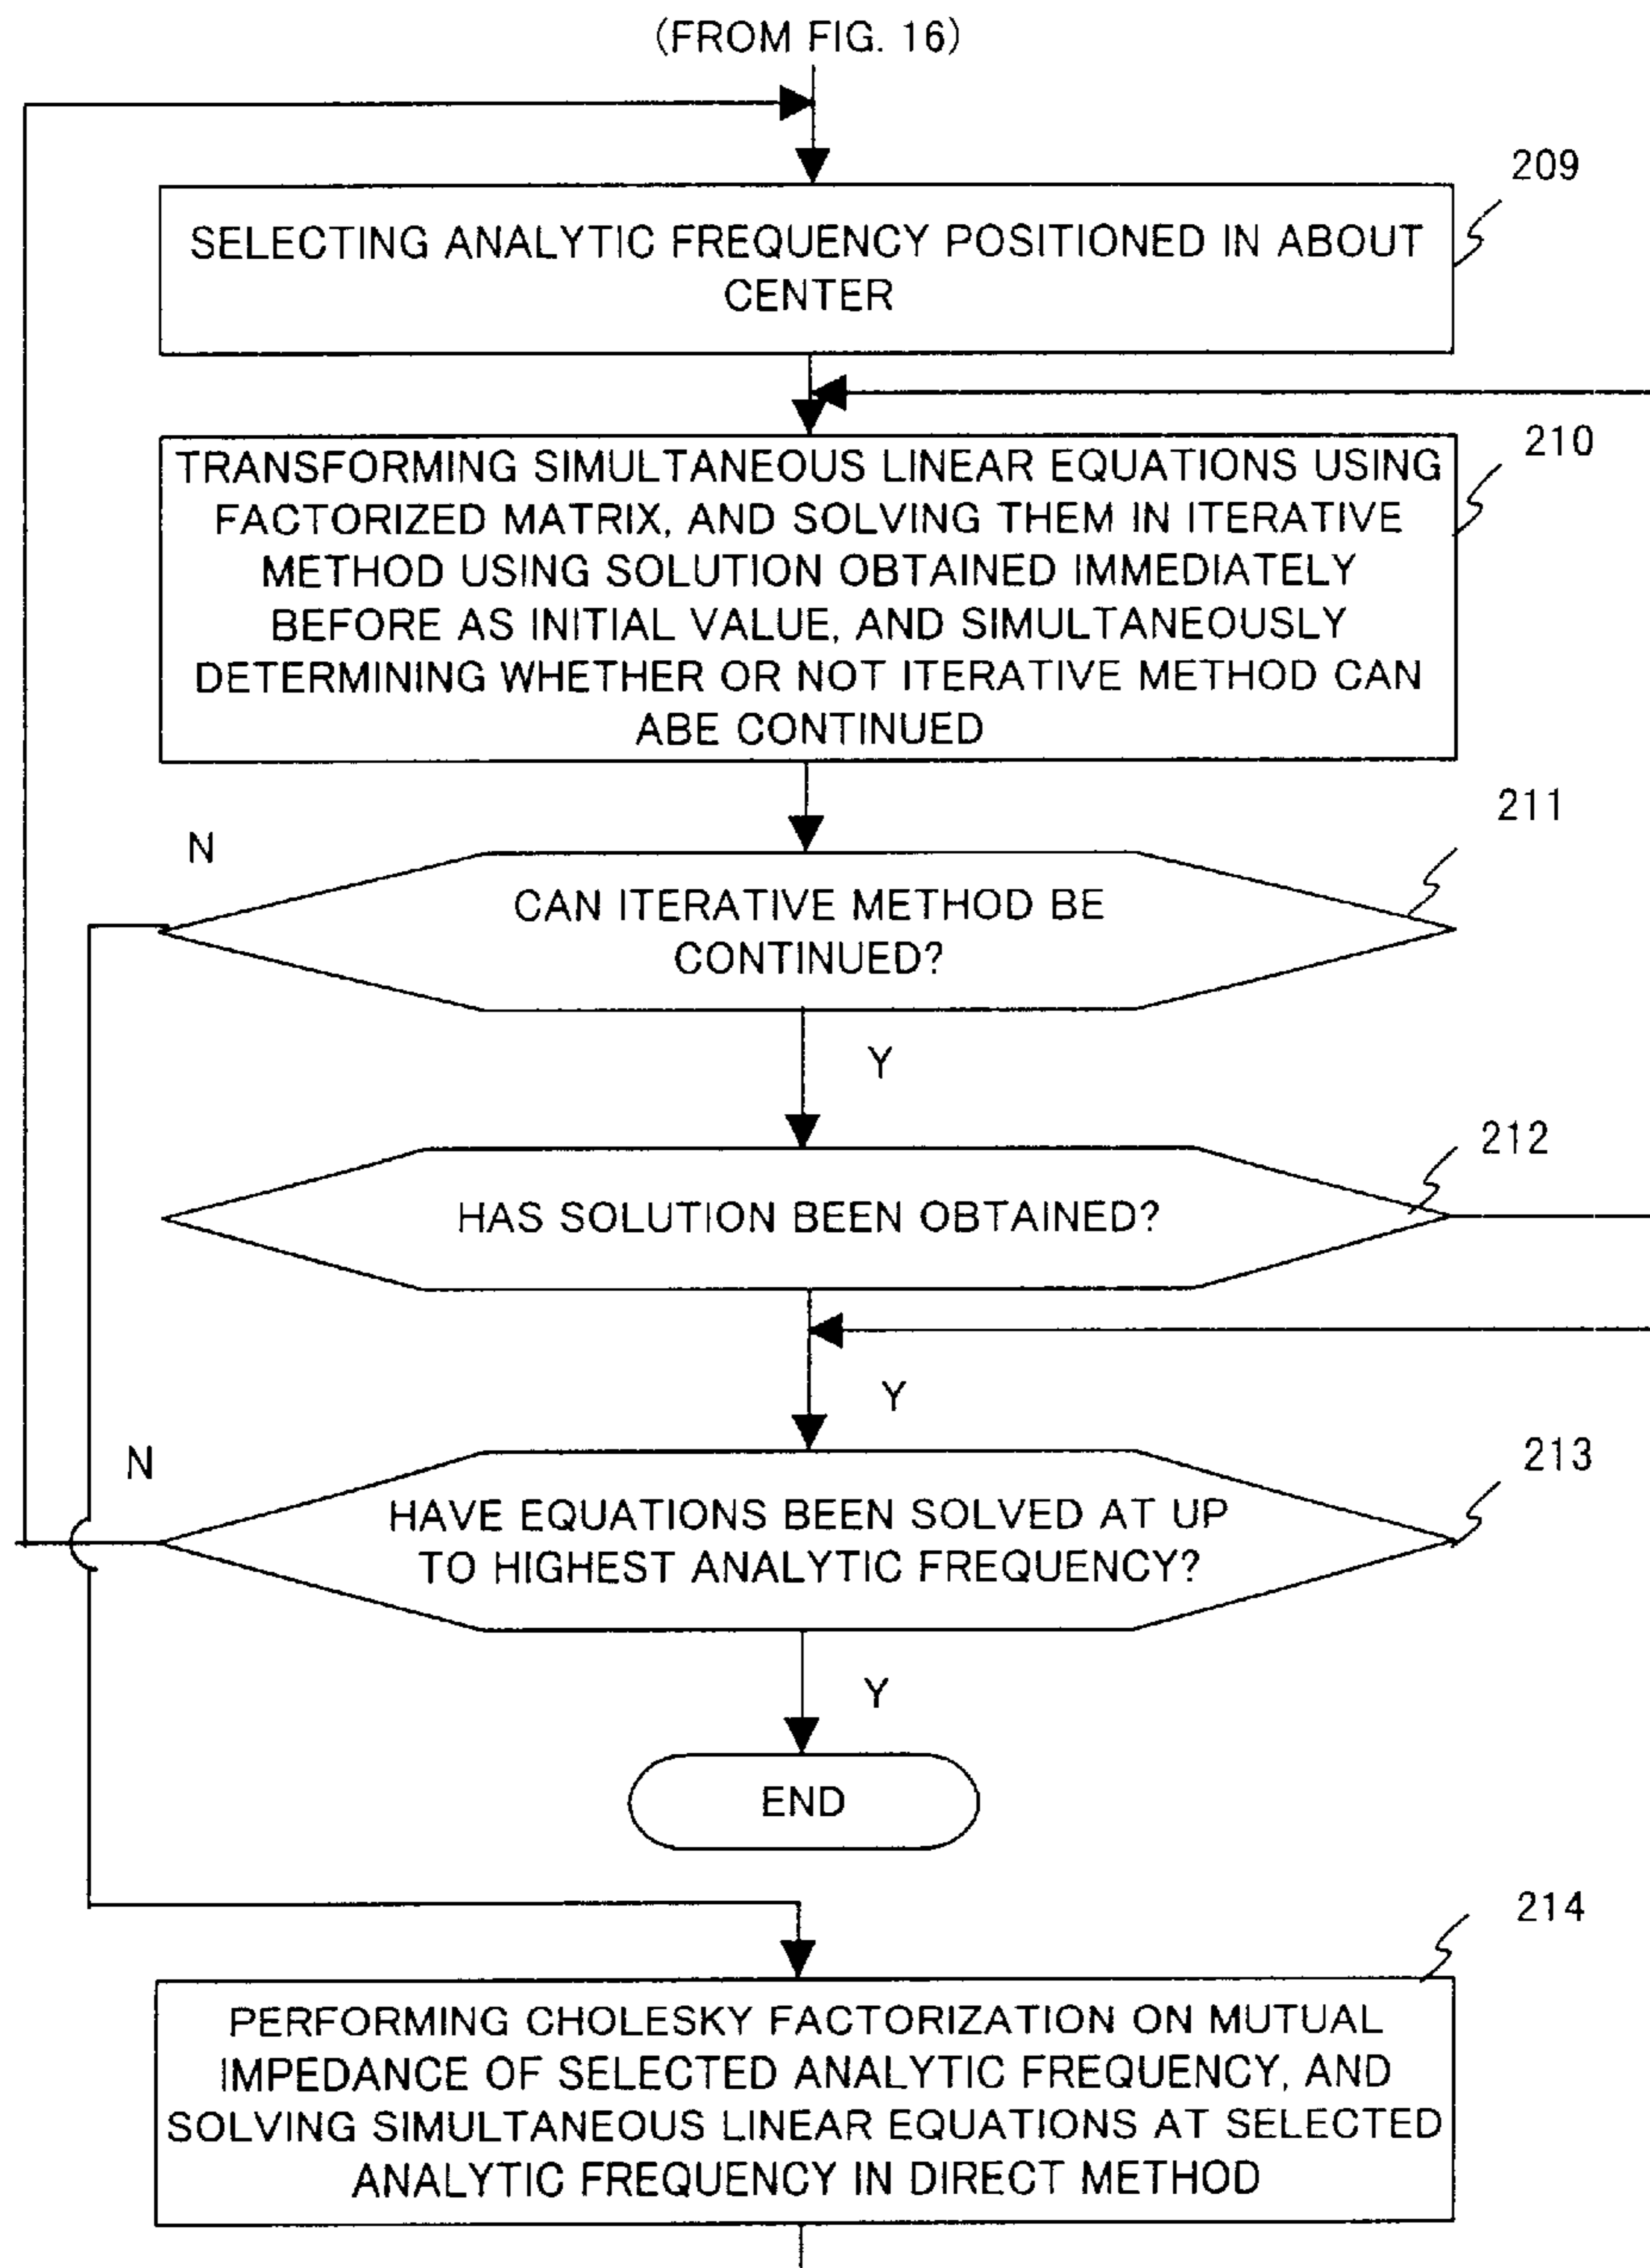 (FROM FIG. 16)
209
SELECTING ANALYTIC FREQUENCY POSITIONED IN ABOUT
CENTER
210
TRANSFORMING SIMULTANEOUS LINEAR EQUATIONS USING
FACTORIZED MATRIX, AND SOLVING THEM IN ITERATIVE
METHOD USING SOLUTION OBTAINED IMMEDIATELY
BEFORE AS INITIAL VALUE, AND SIMULTANEOUSLY
DETERMINING WHETHER OR NOT ITERATIVE METHOD CAN
ABE CONTINUED
211
N
CAN ITERATIVE METHOD BE
CONTINUED?
Y
212
HAS SOLUTION BEEN OBTAINED?
Y
N
213
HAVE EQUATIONS BEEN SOLVED AT UP
TO HIGHEST ANALYTIC FREQUENCY?
Y
END
214
PERFORMING CHOLESKY FACTORIZATION ON MUTUAL
IMPEDANCE OF SELECTED ANALYTIC FREQUENCY, AND
SOLVING SIMULTANEOUS LINEAR EQUATIONS AT SELECTED
ANALYTIC FREQUENCY IN DIRECT METHOD